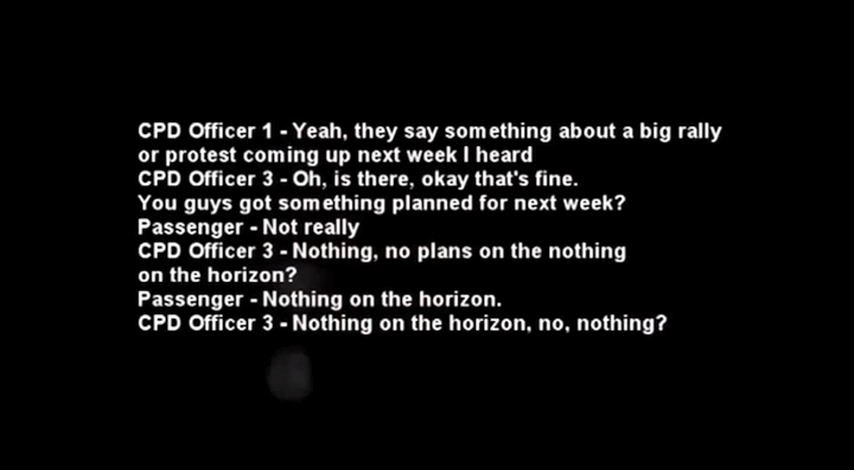 CPD Officer 1 - Yeah, they say something about a big rally
or protest coming up next week I heard
CPD Officer 3 - Oh, is there, okay that's fine.
You guys got something planned for next week?
Passenger - Not really
CPD Officer 3 - Nothing, no plans on the nothing
on the horizon?
Passenger - Nothing on the horizon.
CPD Officer 3 - Nothing on the horizon, no, nothing?